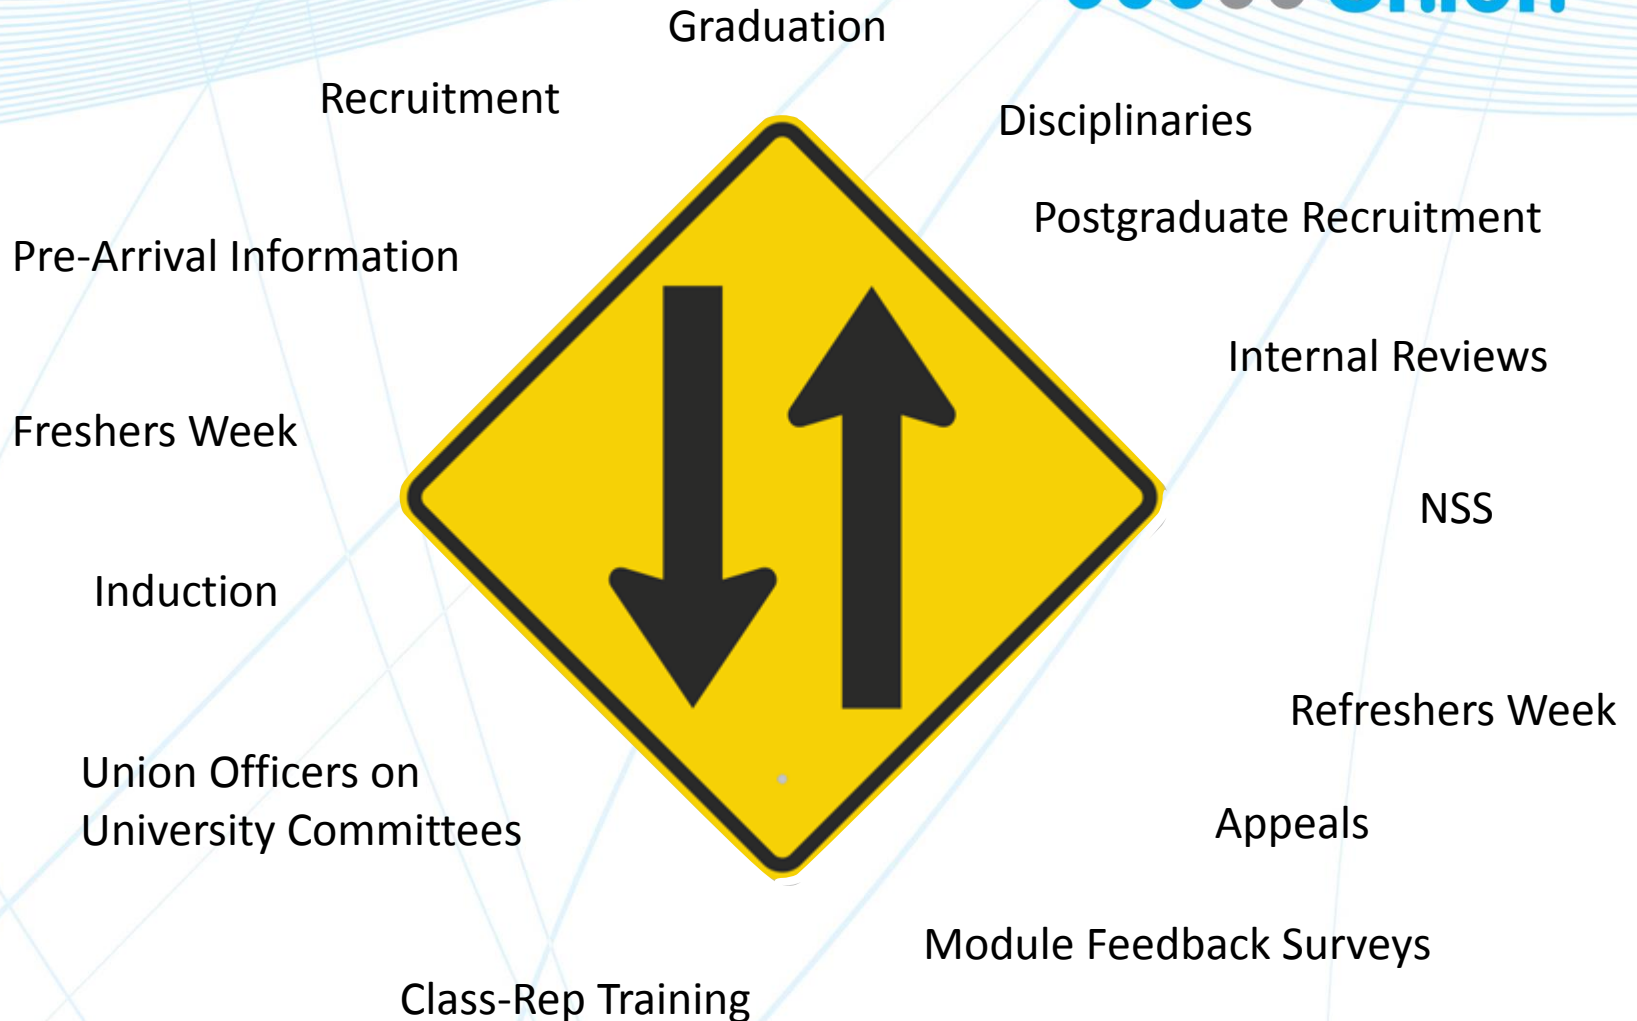 Graduation
Recruitment
Disciplinaries
Postgraduate Recruitment
Pre-Arrival Information
Internal Reviews
Freshers Week
NSS
Induction
Refreshers Week
Union Officers on
University Committees
Appeals
Module Feedback Surveys
Class-Rep Training